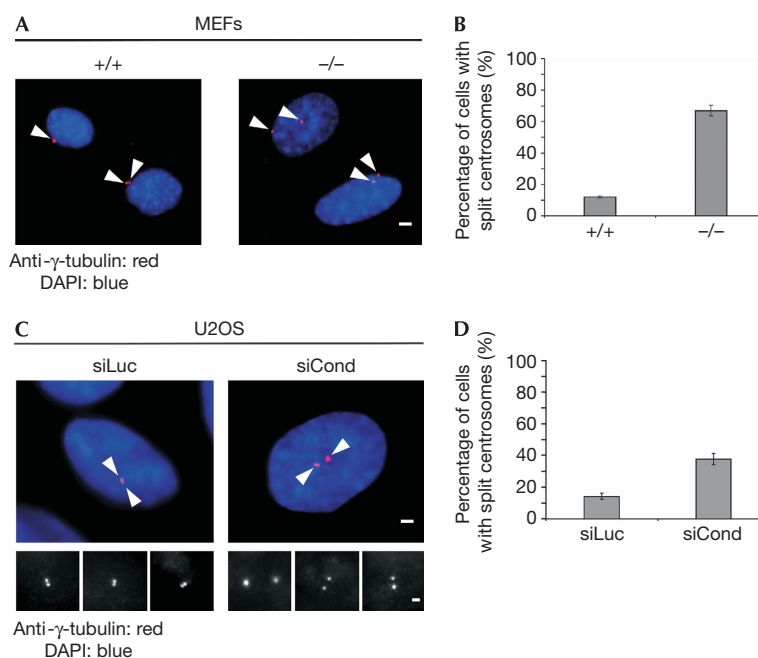 A
MEFs
+/+
–/–
Anti-γ-tubulin: red
DAPI: blue
B
Percentage of cells with
split centrosomes (%)
100
80
60
40
20
0
+/+
–/–
C
U2OS
siLuc
siCond
Anti-γ-tubulin: red
DAPI: blue
D
Percentage of cells
with split centrosomes (%)
100
80
60
40
20
0
siLuc
siCond